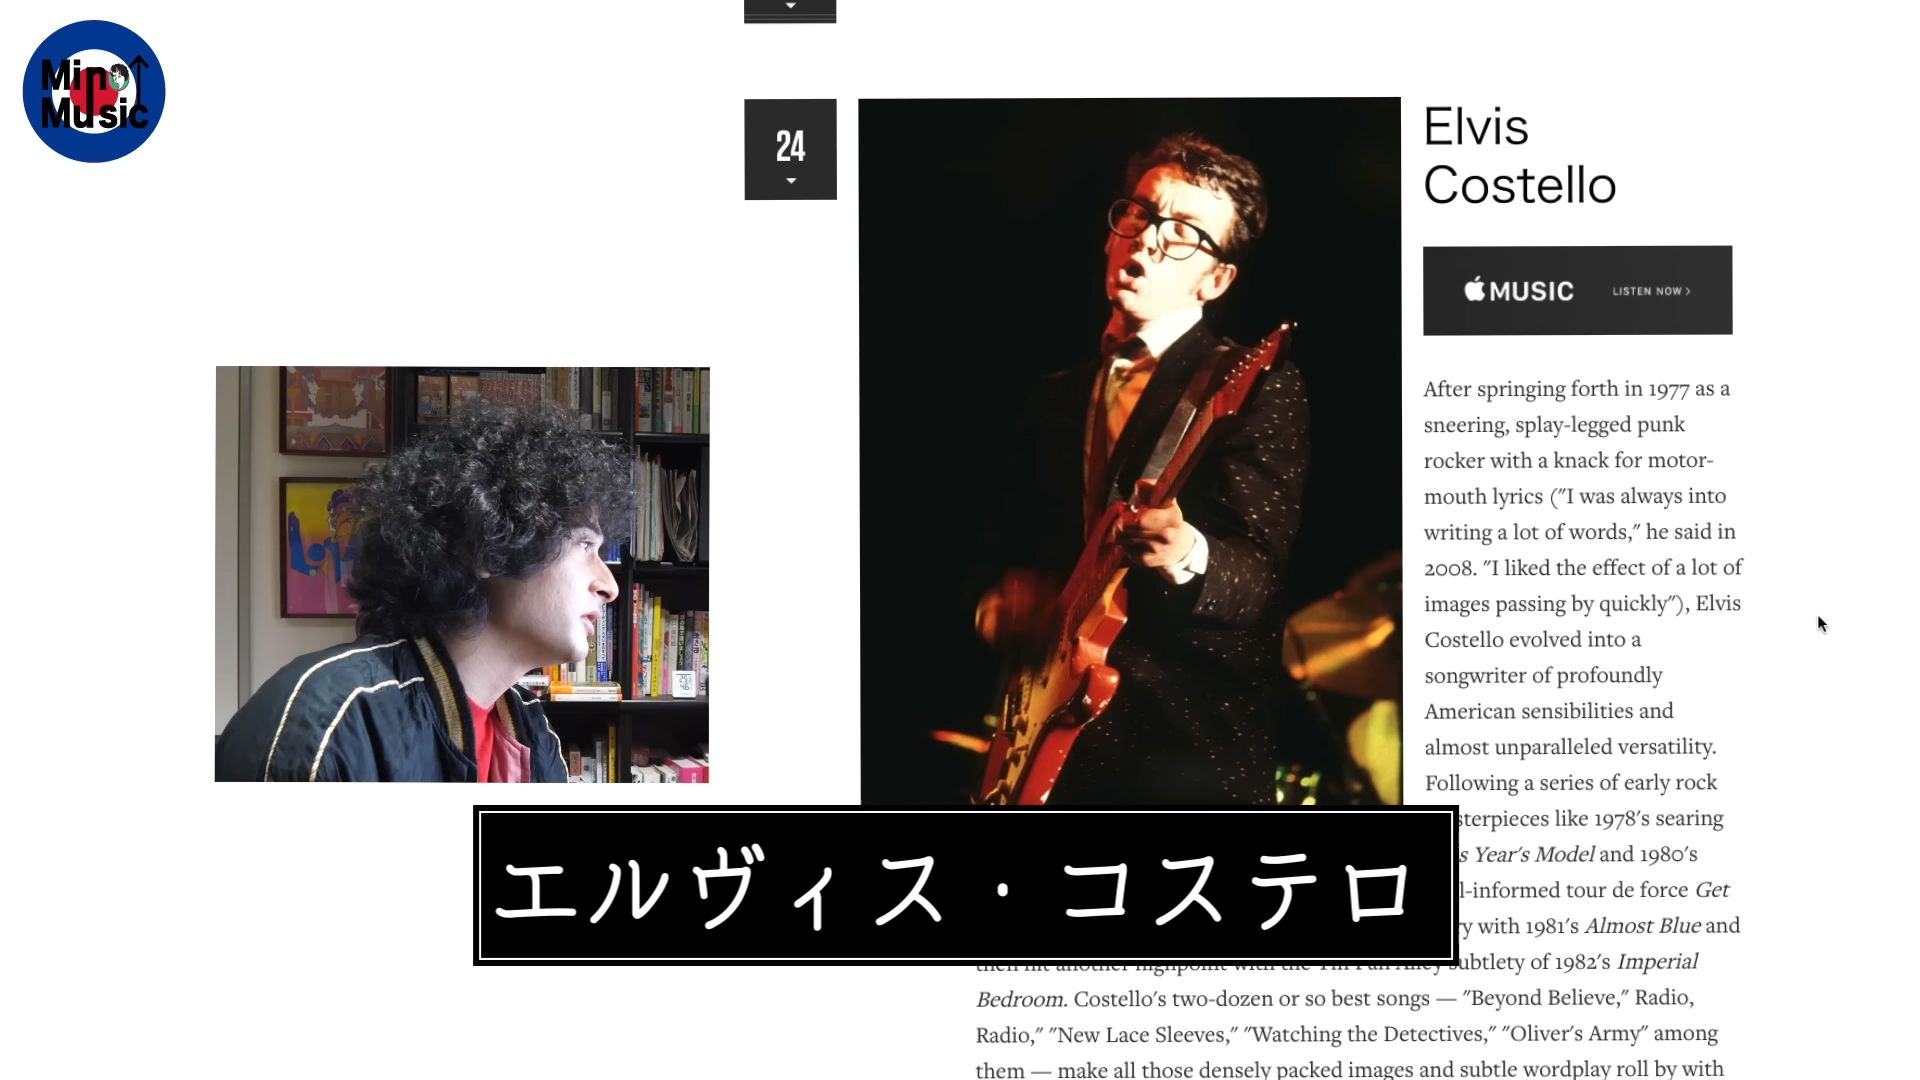 Mino
Music
24
Elvis
Costello
MUSIC LISTEN NOW >
After springing forth in 1977 as a
sneering, splay-legged punk
rocker with a knack for motor-
mouth lyrics ("I was always into
writing a lot of words," he said in
2008. "I liked the effect of a lot of
images passing by quickly"), Elvis
Costello evolved into a
songwriter of profoundly
American sensibilities and
almost unparalleled versatility.
Following a series of early rock
sterpieces like 1978's searing
s Year's Model and 1980's
l-informed tour de force Get
ry with 1981's Almost Blue and
subtlety of 1982's Imperial
Bedroom. Costello's two-dozen or so best songs — "Beyond Believe," Radio,
Radio," "New Lace Sleeves," "Watching the Detectives," "Oliver's Army" among
them — make all those densely packed images and subtle wordplay roll by with
エルヴィス・コステロ